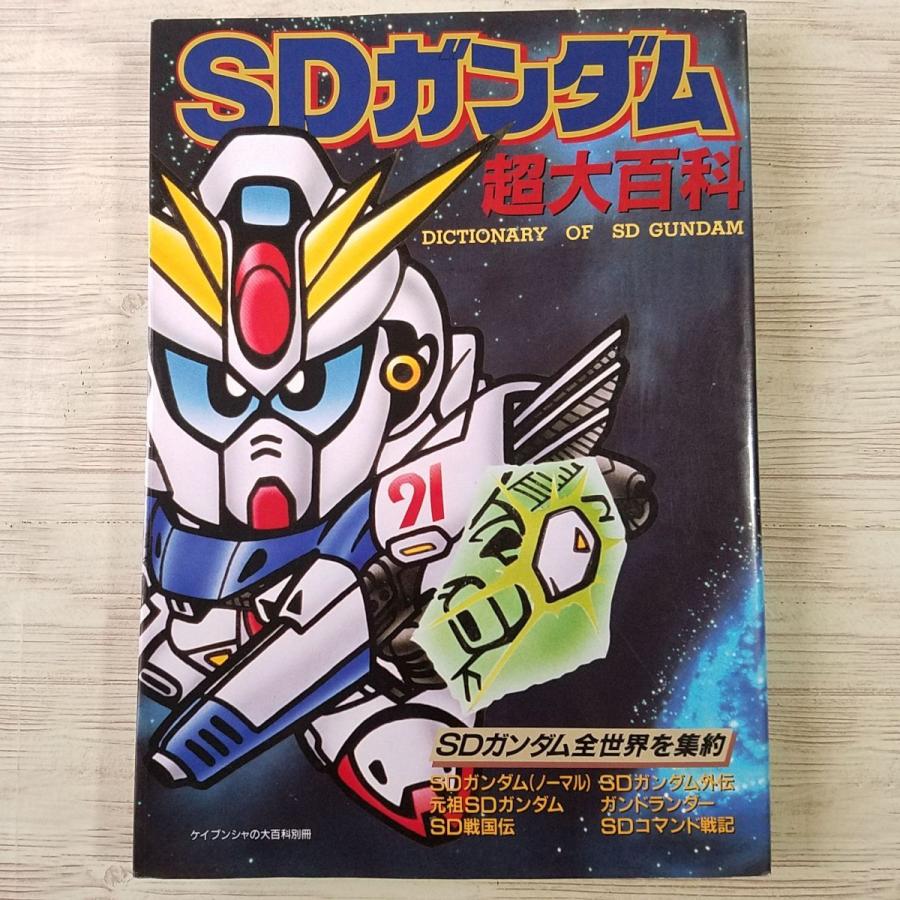 SDガンダム
超大百科
DICTIONARY OF SD GUNDAM
91
SDガンダム全世界を集約
SDガンダム(ノーマル) SDガンダム外伝
元祖SDガンダム ガンドランダー
SD戦国伝 SDコマンド戦記
ケイブンシャの大百科別冊